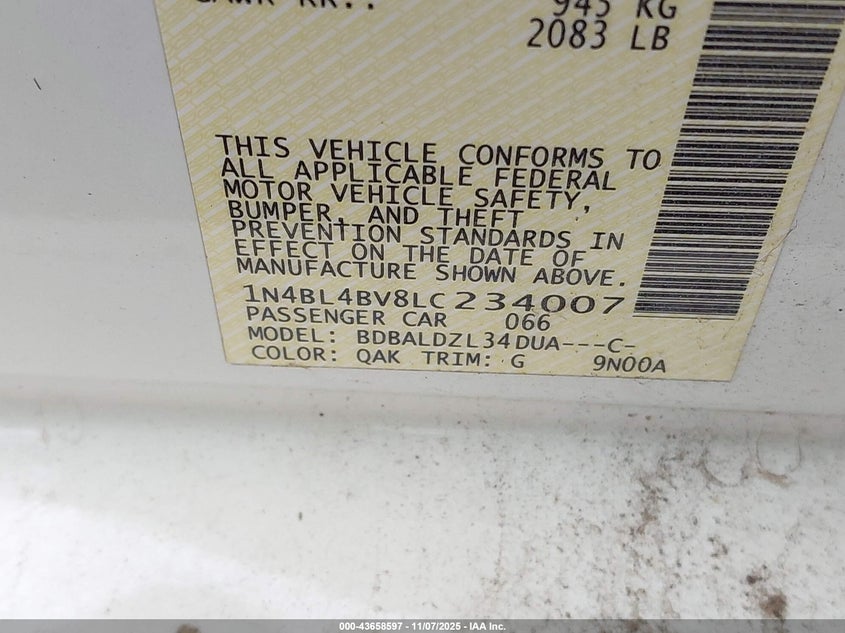 945 KG
2083 LB
THIS VEHICLE CONFORMS TO
ALL APPLICABLE FEDERAL
MOTOR VEHICLE SAFETY,
BUMPER, AND THEFT
PREVENTION STANDARDS IN
EFFECT ON THE DATE OF
MANUFACTURE SHOWN ABOVE.
1N4BL4BV8LC234007
PASSENGER CAR 066
MODEL: BDBALDZL34DUA---C-
COLOR: QAK TRIM: G 9N00A
000-43658597 - 11/07/2025 - IAA Inc.